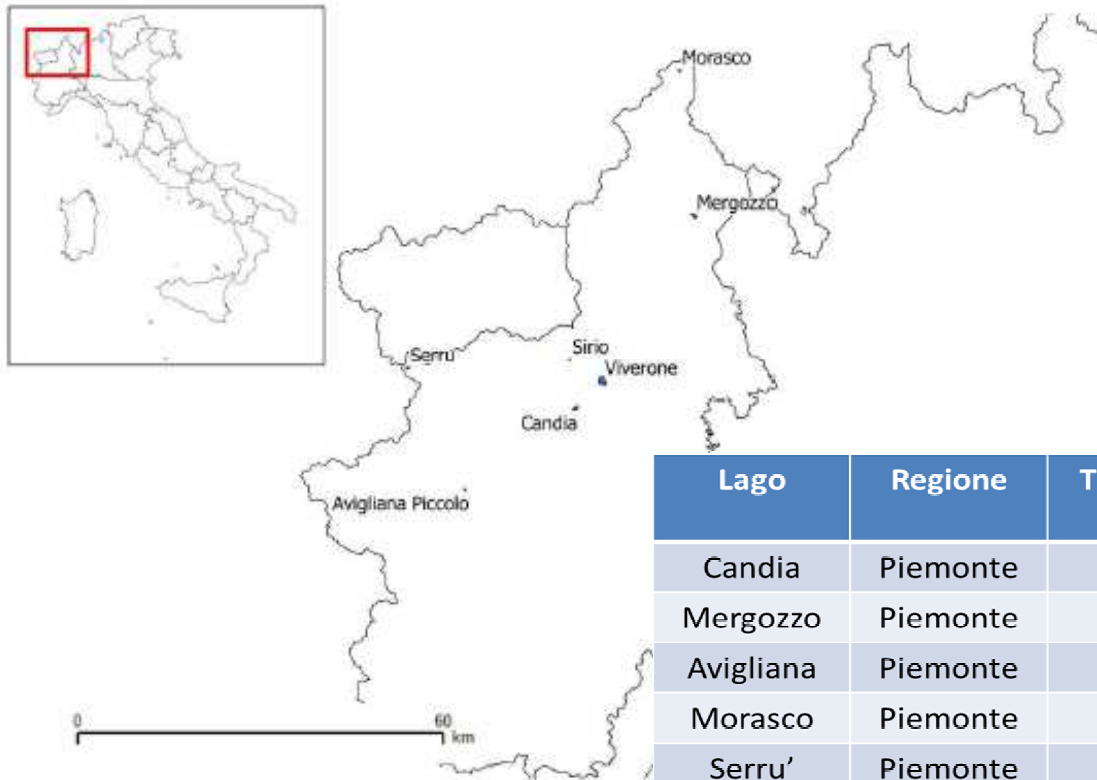 Morasco
Mergozzo
Serrù
Sirio
Viverone
Candia
Avigliana Piccolo
0 60
km
Lago Regione T
Candia Piemonte
Mergozzo Piemonte
Avigliana Piemonte
Morasco Piemonte
Serru’ Piemonte